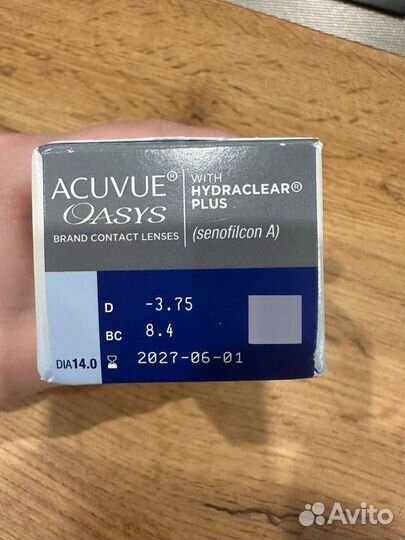 ACUVUE®
OASYS
BRAND CONTACT LENSES
WITH
HYDRACLEAR®
PLUS
(senofilcon A)
D -3.75
BC 8.4
DIA14.0
2027-06-01
Avito